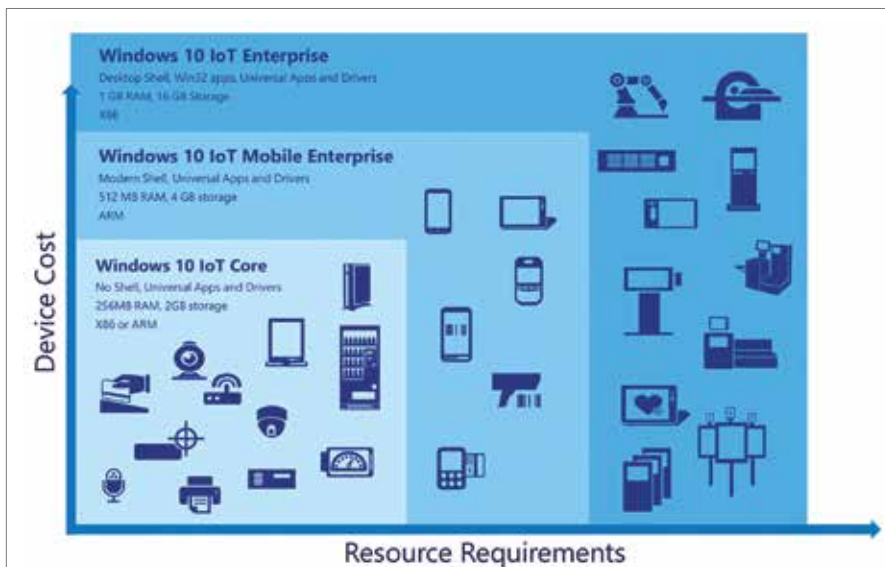 Windows 10 IoT Enterprise
Desktop Shell, Win32 apps, Universal Apps and Drivers
1 GB RAM, 16 GB Storage
X86
Windows 10 IoT Mobile Enterprise
Modern Shell, Universal Apps and Drivers
512 MB RAM, 4 GB storage
ARM
Windows 10 IoT Core
No Shell, Universal Apps and Drivers
256MB RAM, 2GB storage
X86 or ARM
Device Cost
Resource Requirements